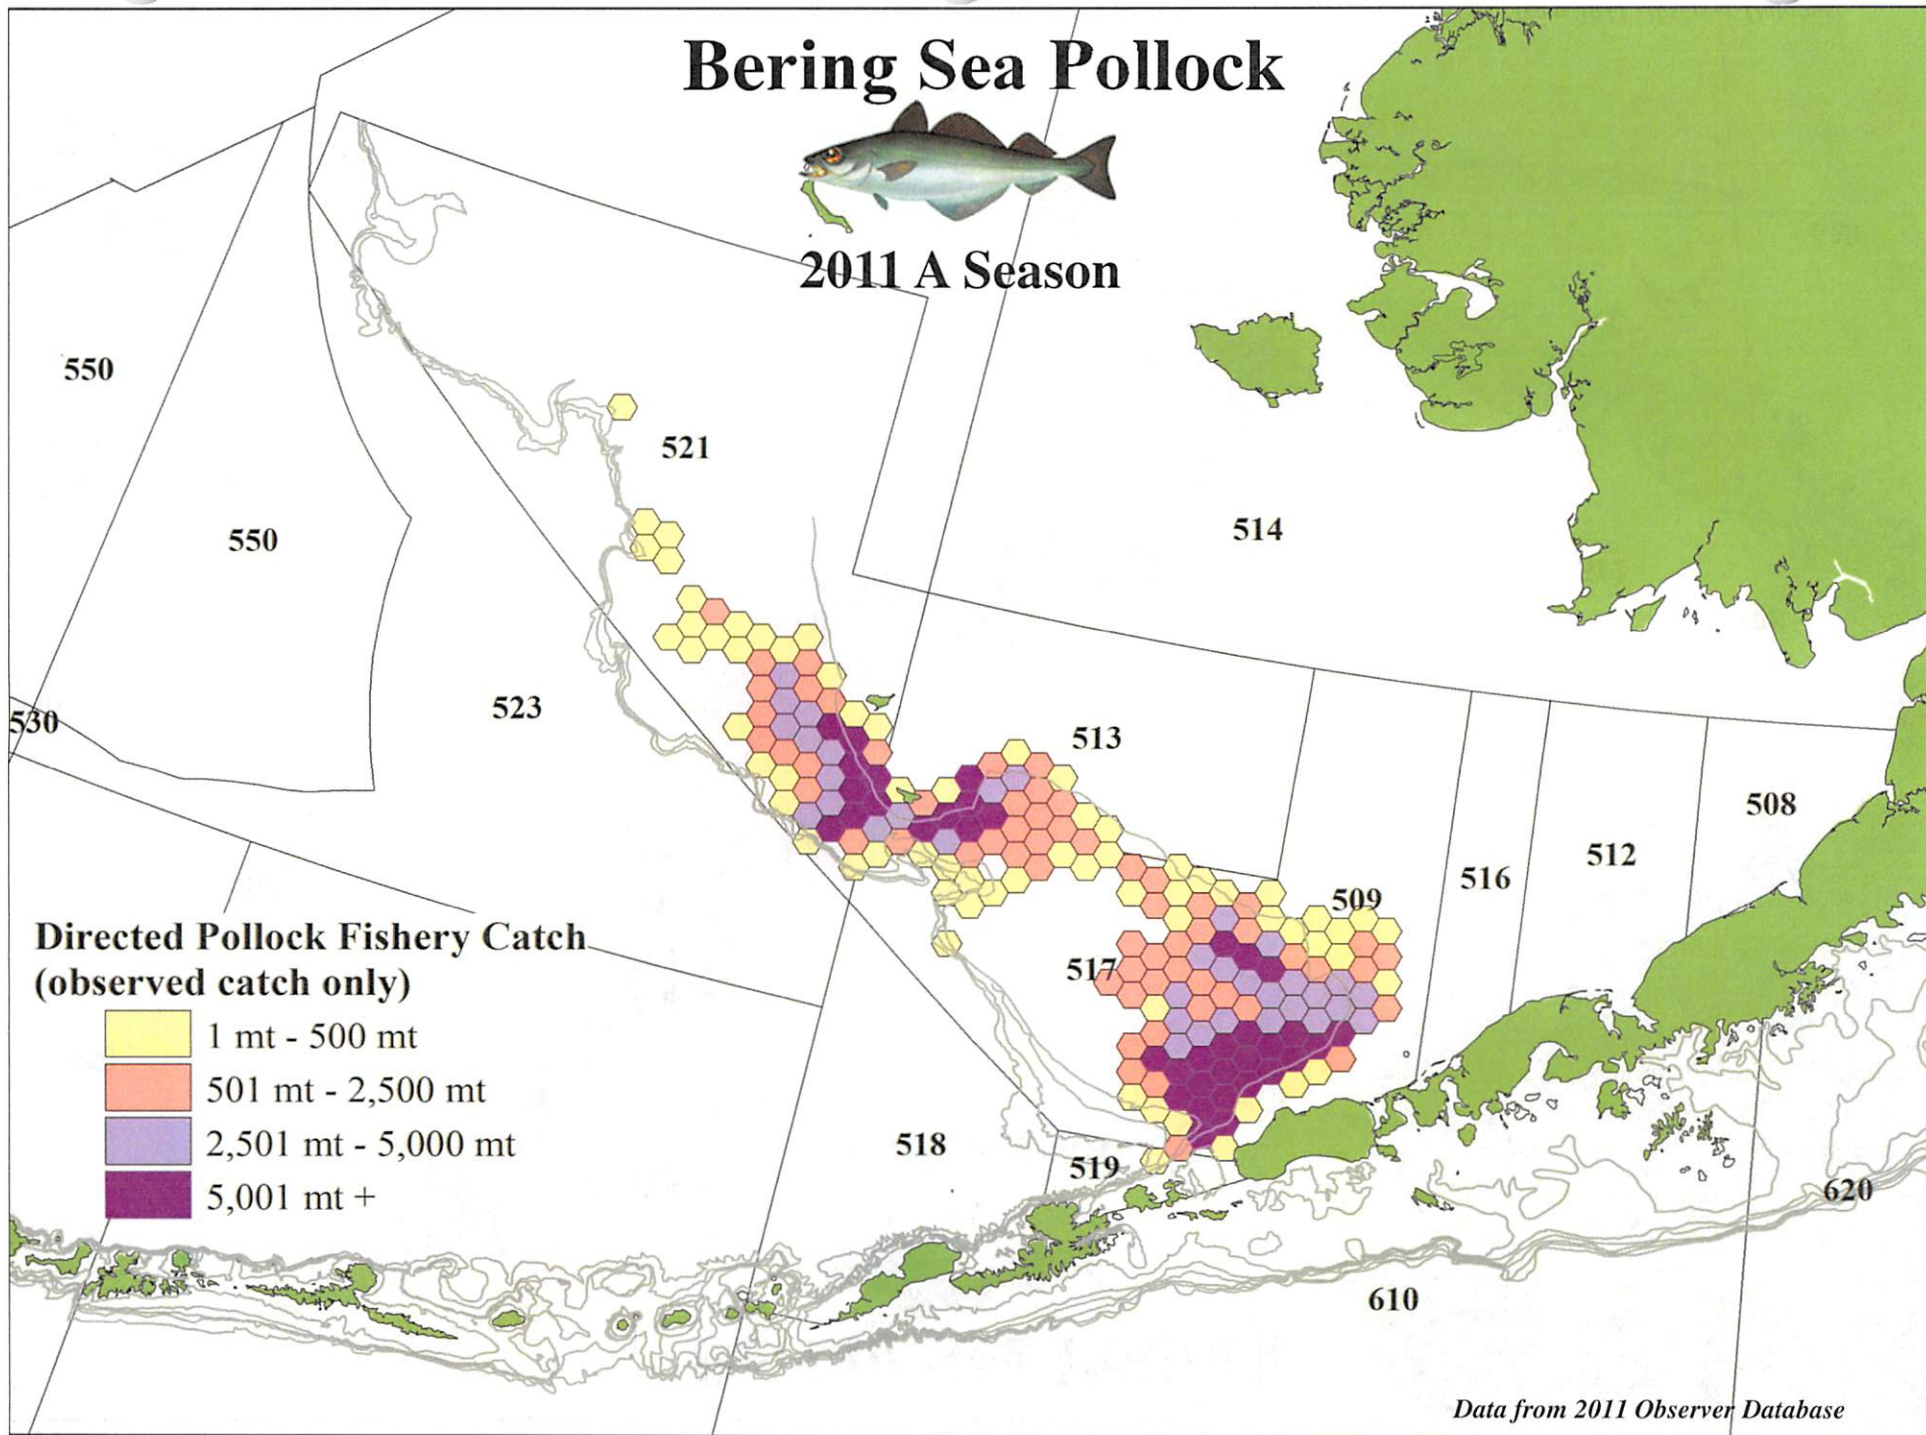 Bering Sea Pollock
2011 A Season
550
521
514
550
530
523
513
508
512
516
509
517
Directed Pollock Fishery Catch
(observed catch only)
1 mt - 500 mt
501 mt - 2,500 mt
2,501 mt - 5,000 mt
5,001 mt +
518
519
620
610
Data from 2011 Observer Database